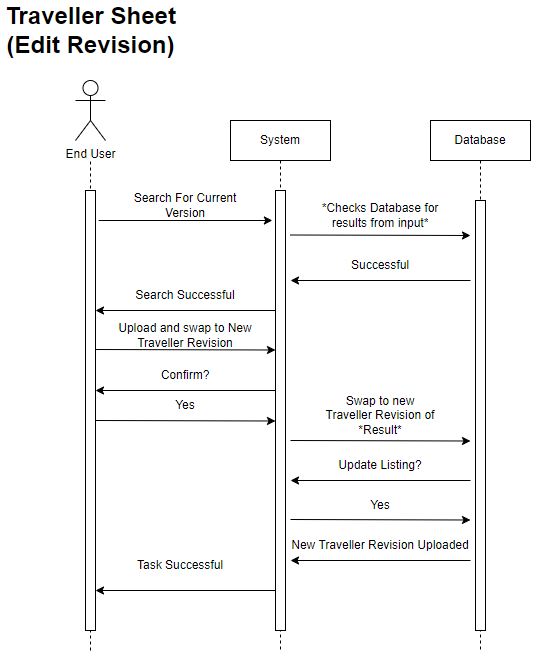 Traveller Sheet
(Edit Revision)
End User
System
Database
Search For Current
Version
*Checks Database for
results from input*
Successful
Search Successful
Upload and swap to New
Traveller Revision
Confirm?
Yes
Swap to new
Traveller Revision of
*Result*
Update Listing?
Yes
New Traveller Revision Uploaded
Task Successful